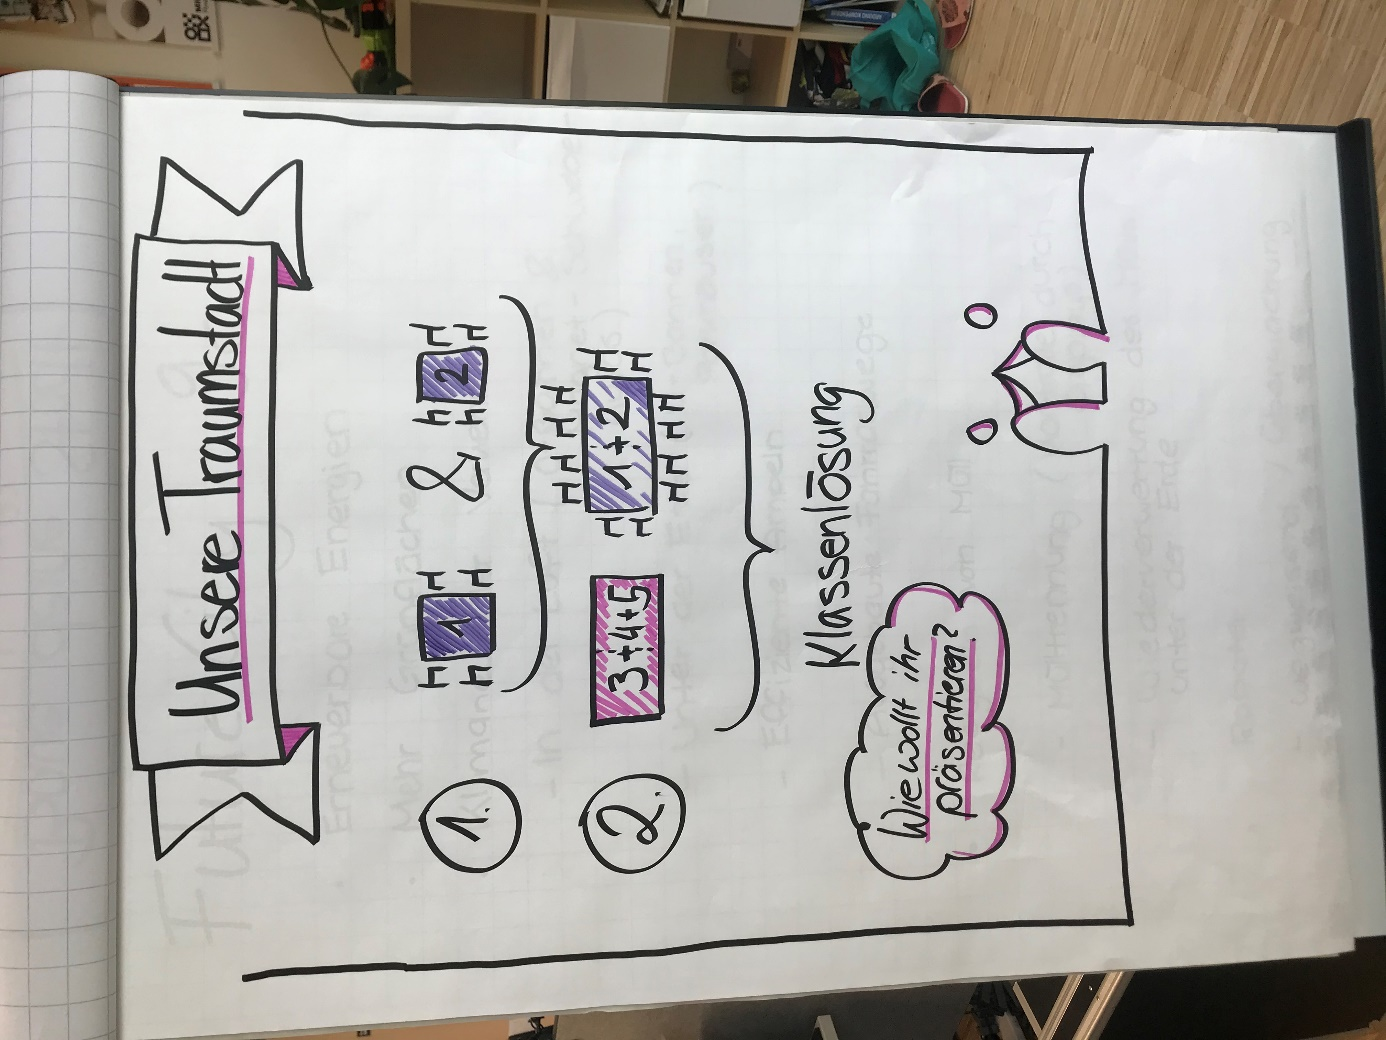 Unsere Traumstadt
1.
1
&
2
2.
3+4+5
1+2
Klassenlösung
Wie wollt ihr
präsentieren?